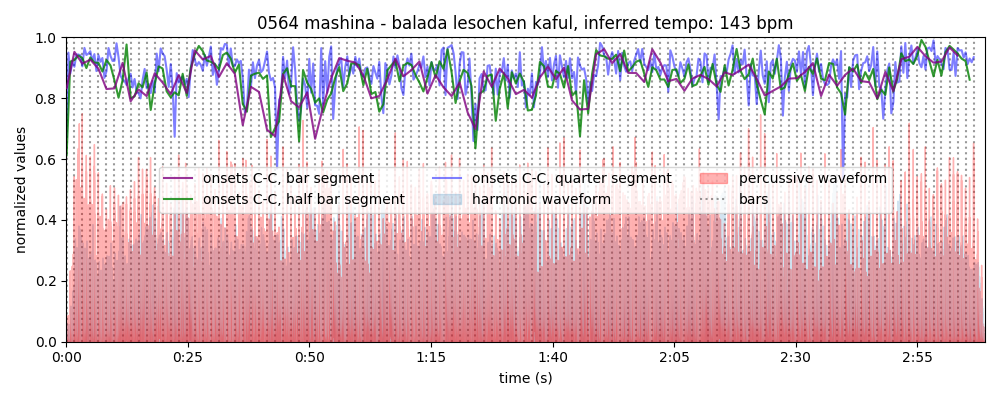 0564 mashina - balada lesochen kaful, inferred tempo: 143 bpm
normalized values
1.0
0.8
0.6
0.4
0.2
0.0
onsets C-C, bar segment
onsets C-C, half bar segment
onsets C-C, quarter segment
harmonic waveform
percussive waveform
bars
0:00 0:25 0:50 1:15 1:40 2:05 2:30 2:55
time (s)